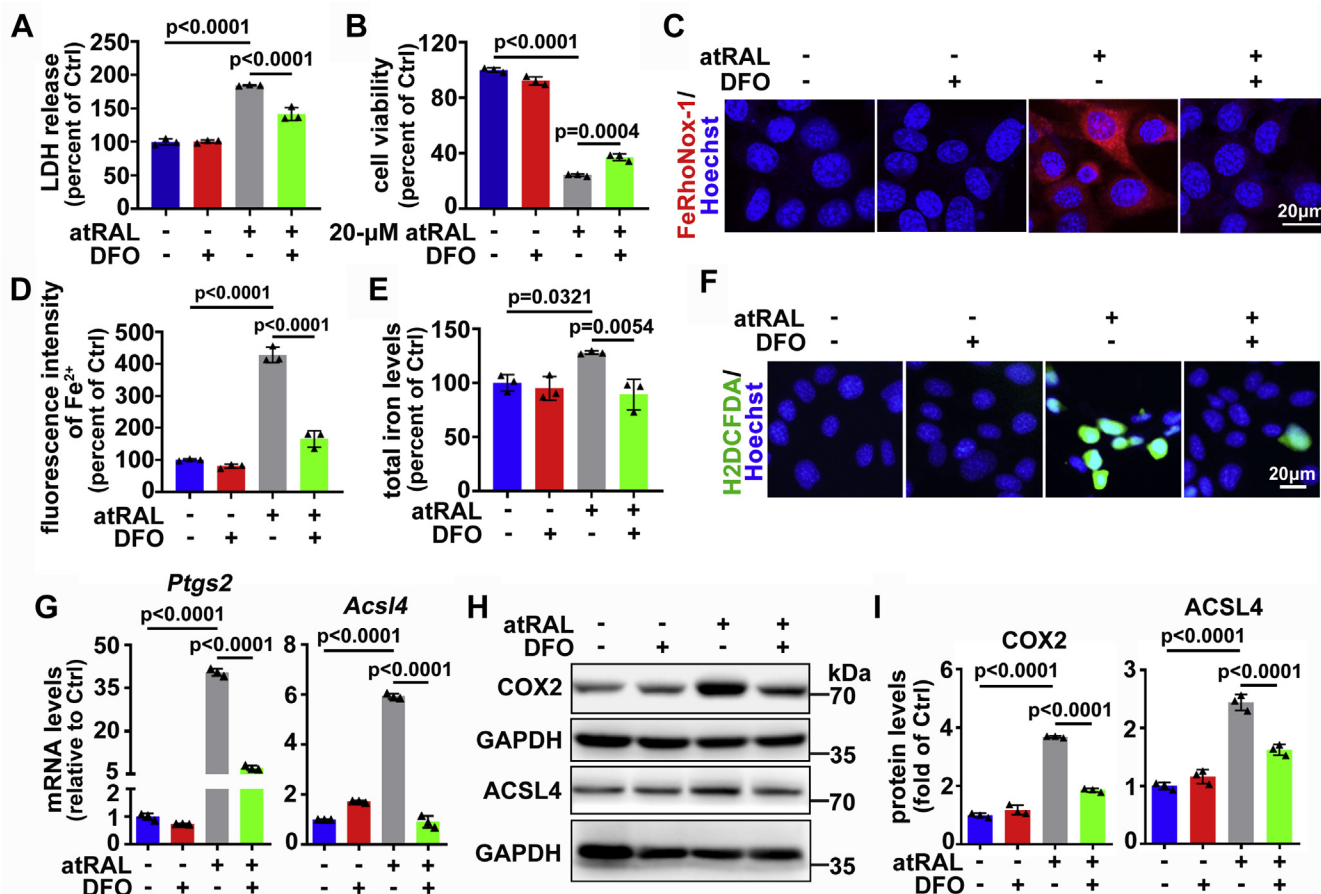 A
LDH release
(percent of Ctrl)
250
200
150
100
50
0
p<0.0001
p<0.0001
atRAL - - + +
DFO - + - +
B
cell viability
(percent of Ctrl)
120
80
40
0
p<0.0001
p=0.0004
20-μM atRAL - - + +
DFO - + - +
C
atRAL - - + +
DFO - + - +
FeRhoNox-1/
Hoechst
20μm
D
fluorescence intensity
of Fe2+
(percent of Ctrl)
500
400
300
200
100
0
p<0.0001
p<0.0001
atRAL - - + +
DFO - + - +
E
total iron levels
(percent of Ctrl)
150
100
50
0
p=0.0321
p=0.0054
atRAL - - + +
DFO - + - +
F
atRAL - - + +
DFO - + - +
H2DCFDA/
Hoechst
20μm
G
mRNA levels
(relative to Ctrl)
Ptgs2
50
35
20
5
2
1
0
p<0.0001
p<0.0001
atRAL - - + +
DFO - + - +
Acsl4
8
6
4
2
0
p<0.0001
p<0.0001
- - + +
- + - +
H
atRAL - - + +
DFO - + - +
kDa
COX2 70
GAPDH 35
ACSL4 70
GAPDH 35
I
protein levels
(fold of Ctrl)
COX2
6
4
2
0
p<0.0001
p<0.0001
atRAL - - + +
DFO - + - +
ACSL4
3
2
1
0
p<0.0001
p<0.0001
- - + +
- + - +